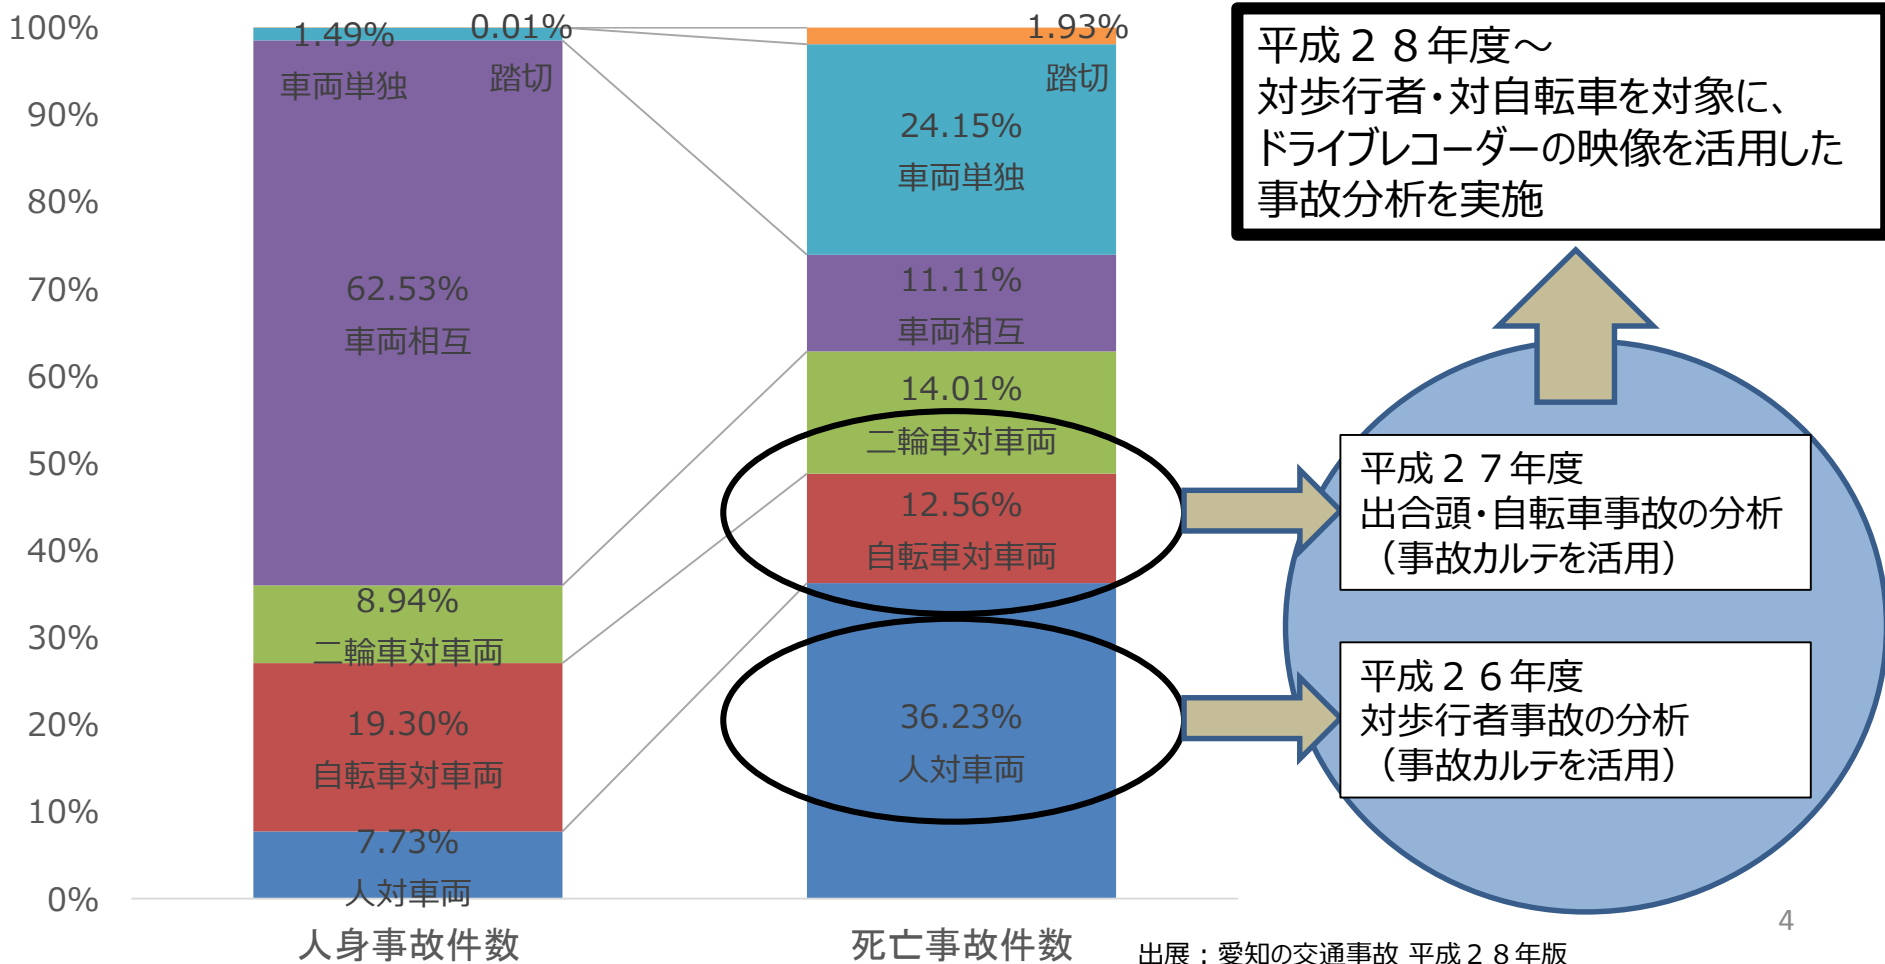 100%
90%
80%
70%
60%
50%
40%
30%
20%
10%
0%
1.49%
車両単独
0.01%
踏切
62.53%
車両相互
8.94%
二輪車対車両
19.30%
自転車対車両
7.73%
人対車両
人身事故件数
1.93%
踏切
24.15%
車両単独
11.11%
車両相互
14.01%
二輪車対車両
12.56%
自転車対車両
36.23%
人対車両
死亡事故件数
平成２８年度～
対歩行者・対自転車を対象に、
ドライブレコーダーの映像を活用した
事故分析を実施
平成２７年度
出合頭・自転車事故の分析
（事故カルテを活用）
平成２６年度
対歩行者事故の分析
（事故カルテを活用）
4
出展：愛知の交通事故 平成２８年版